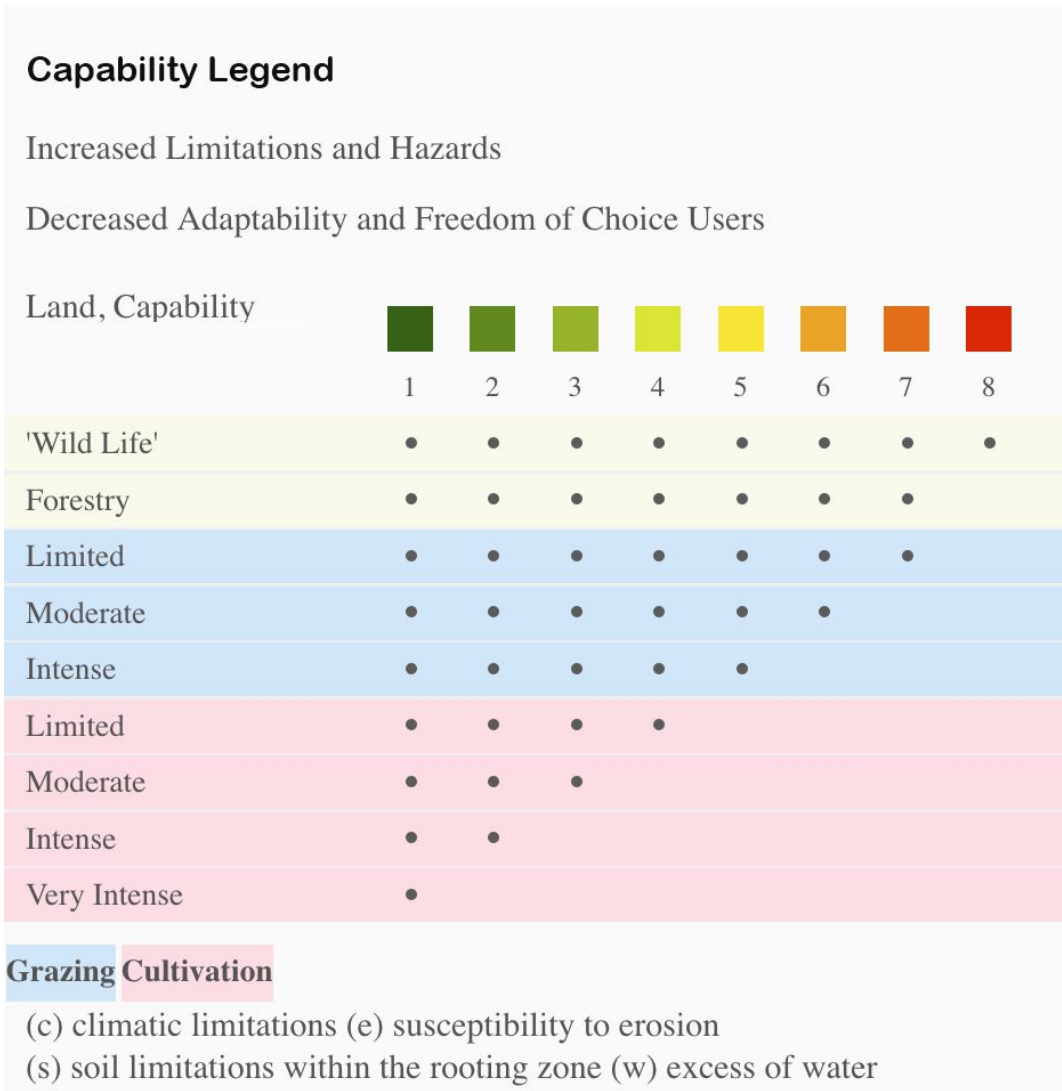 Capability Legend
Increased Limitations and Hazards
Decreased Adaptability and Freedom of Choice Users
Land, Capability
1 2 3 4 5 6 7 8
'Wild Life' • • • • • • • •
Forestry • • • • • • •
Limited • • • • • • •
Moderate • • • • • •
Intense • • • • •
Limited • • • •
Moderate • • •
Intense • •
Very Intense •
Grazing Cultivation
(c) climatic limitations (e) susceptibility to erosion
(s) soil limitations within the rooting zone (w) excess of water